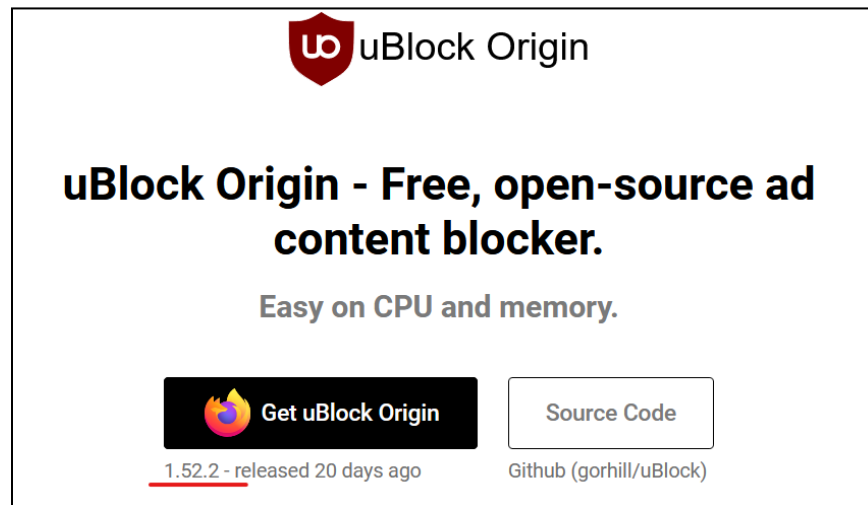 uBlock Origin
uBlock Origin - Free, open-source ad
content blocker.
Easy on CPU and memory.
Get uBlock Origin
Source Code
1.52.2 - released 20 days ago
Github (gorhill/uBlock)